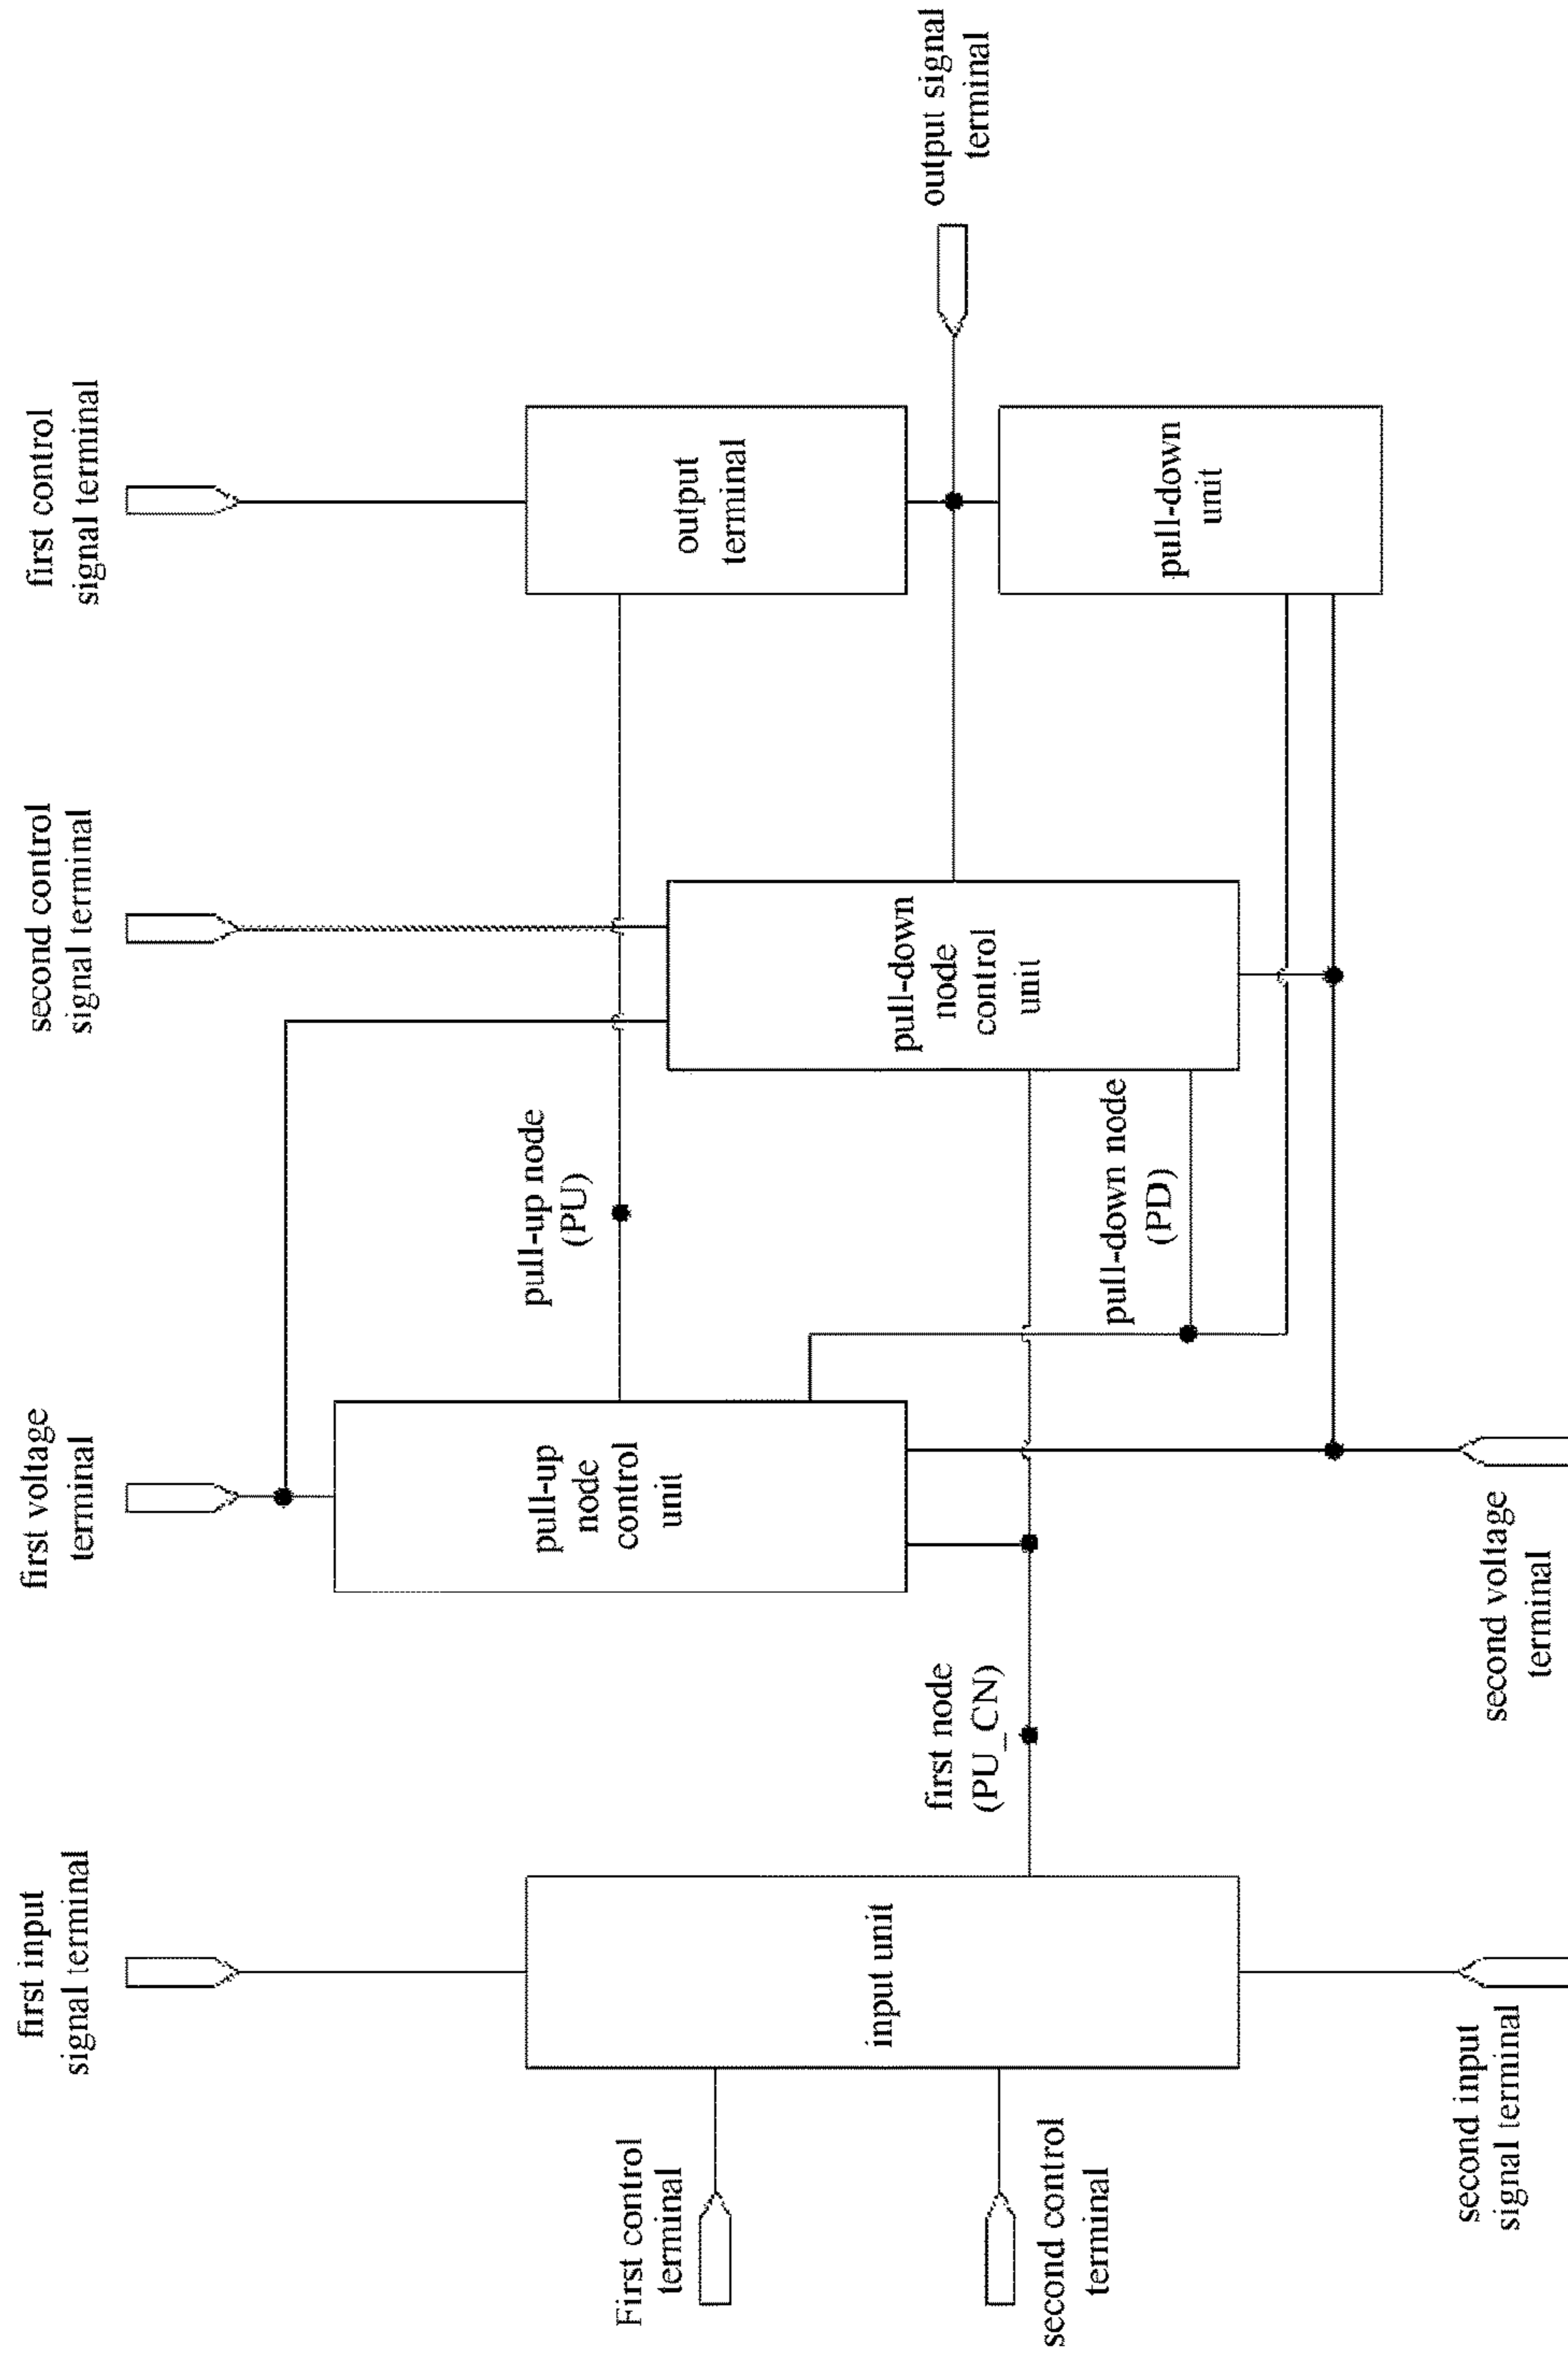 first input
signal terminal
first voltage
terminal
second control
signal terminal
first control
signal terminal
First control
terminal
second control
terminal
input unit
first node
(PU_CN)
pull-up
node
control
unit
pull-up node
(PU)
pull-down node
(PD)
pull-down
node
control
unit
output
terminal
pull-down
unit
output signal
terminal
second input
signal terminal
second voltage
terminal